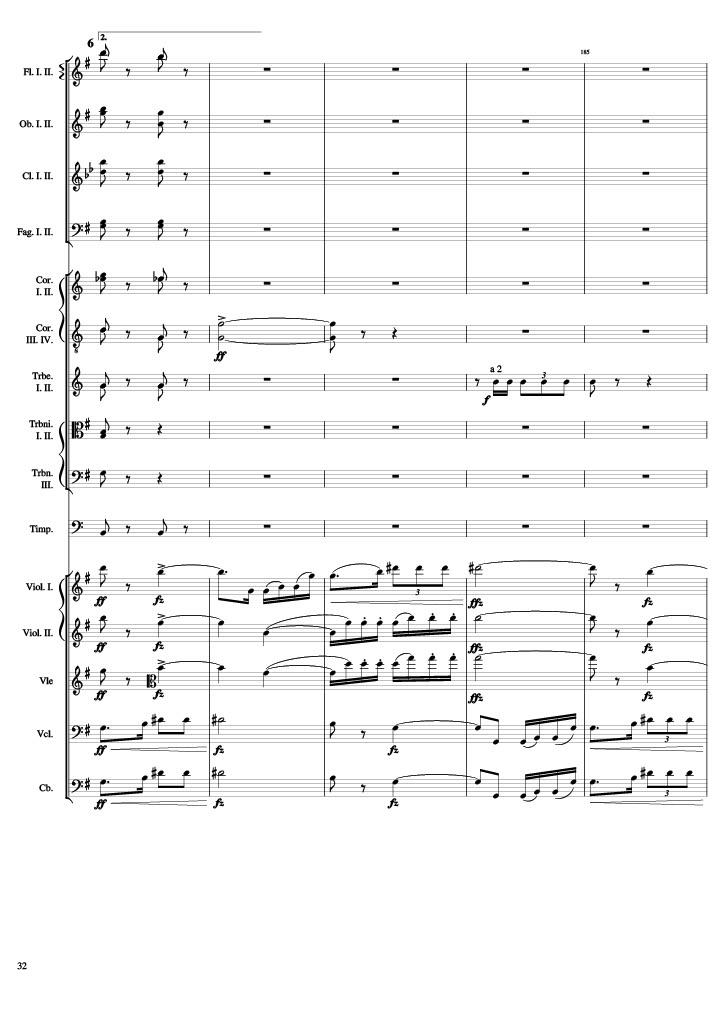 6
2.
185
Fl. I. II.
Ob. I. II.
Cl. I. II.
Fag. I. II.
Cor.
I. II.
Cor.
III. IV.
ff
Trbe.
I. II.
a 2
3
f
Trbni.
I. II.
Trbn.
III.
Timp.
Viol. I.
3
ff fz ffz fz
Viol. II.
ff fz ffz fz
Vle
ff fz ffz fz
Vcl.
3
ff fz fz
Cb.
3
ff fz fz
32